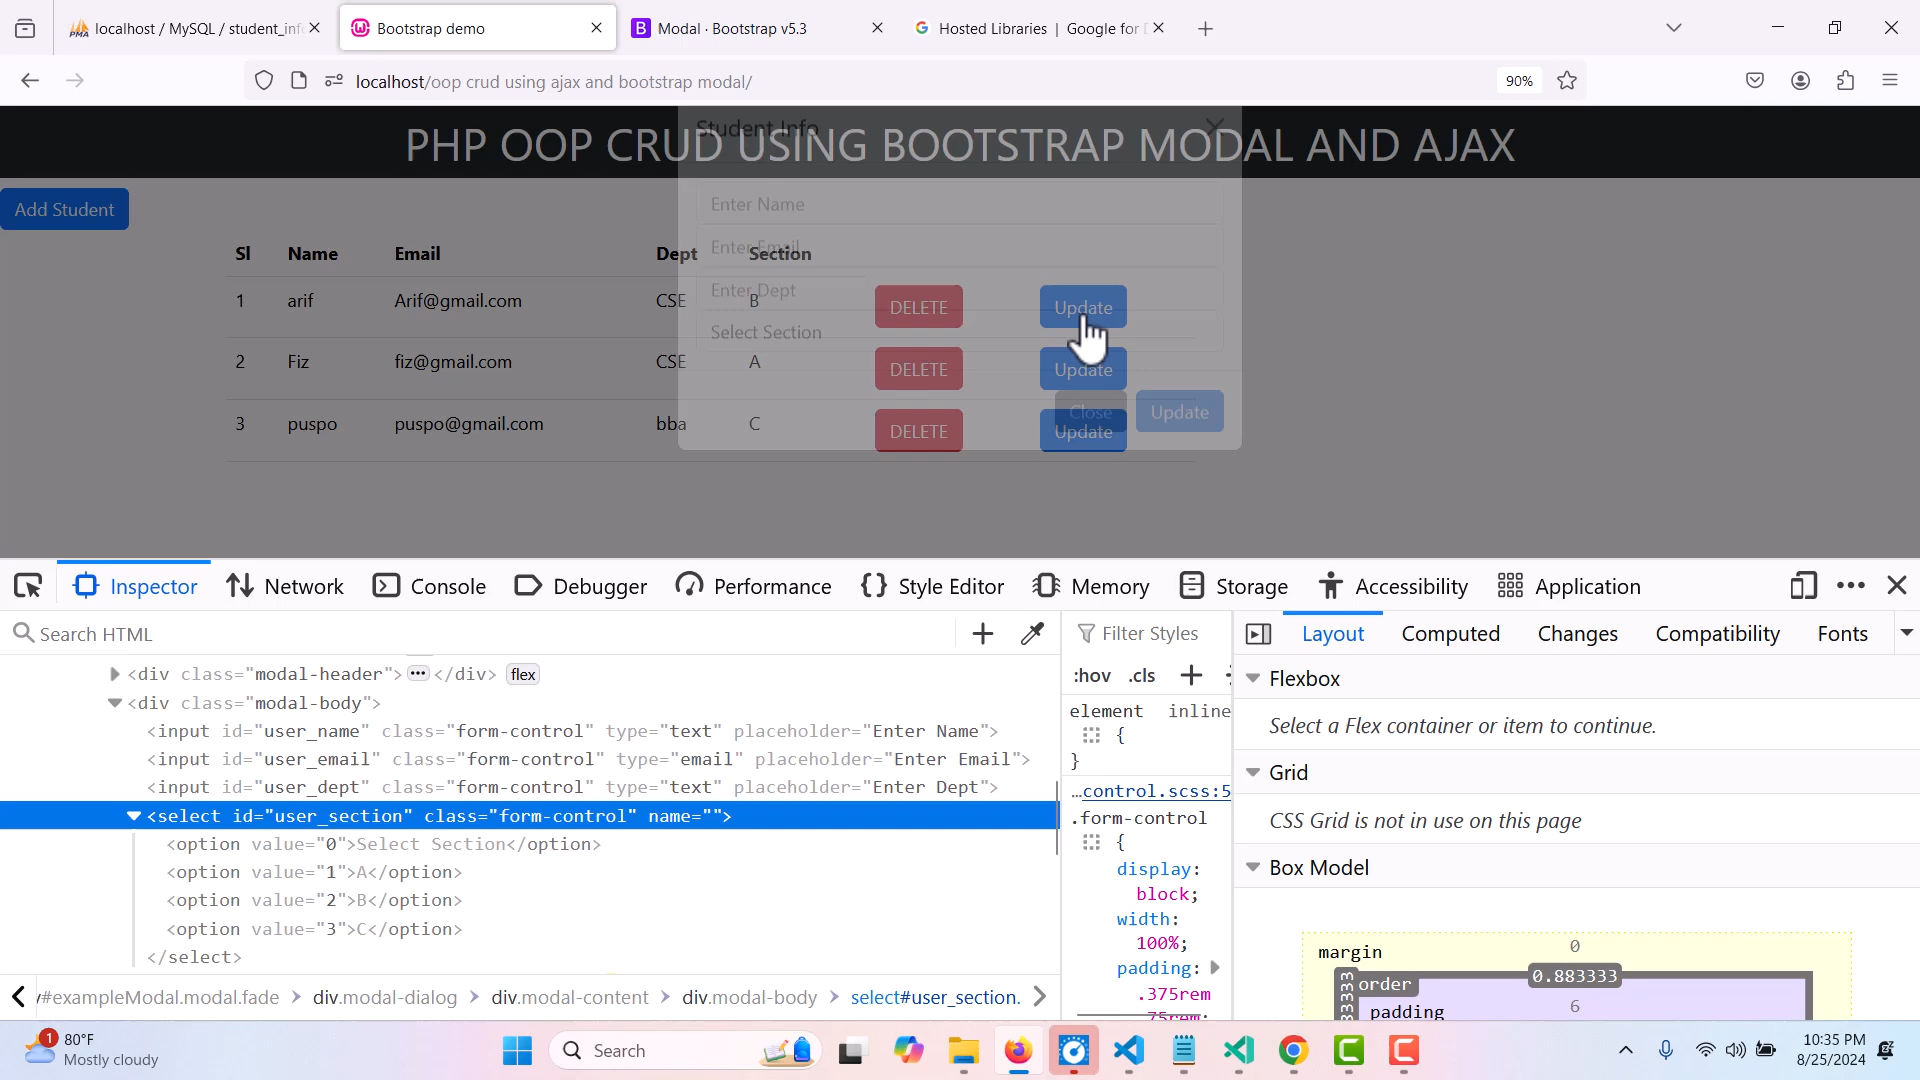 localhost / MySQL / student_inf
Bootstrap demo
Modal · Bootstrap v5.3
Hosted Libraries | Google for D
localhost/oop crud using ajax and bootstrap modal/
90%
PHP OOP CRUD USING BOOTSTRAP MODAL AND AJAX
Student Info
Add Student
Enter Name
Enter Email
Enter Dept
Select Section
Close Update
Sl Name Email Dept Section
1 arif Arif@gmail.com CSE B DELETE Update
2 Fiz fiz@gmail.com CSE A DELETE Update
3 puspo puspo@gmail.com bba C DELETE Update
Inspector Network Console Debugger Performance Style Editor Memory Storage Accessibility Application
Search HTML
<div class="modal-header"> ••• </div> flex
<div class="modal-body">
<input id="user_name" class="form-control" type="text" placeholder="Enter Name">
<input id="user_email" class="form-control" type="email" placeholder="Enter Email">
<input id="user_dept" class="form-control" type="text" placeholder="Enter Dept">
<select id="user_section" class="form-control" name="">
<option value="0">Select Section</option>
<option value="1">A</option>
<option value="2">B</option>
<option value="3">C</option>
</select>
#exampleModal.modal.fade > div.modal-dialog > div.modal-content > div.modal-body > select#user_section.
Filter Styles
:hov .cls
element inline
{
}
…control.scss:5
.form-control
{
display:
block;
width:
100%;
padding:
.375rem
.75rem;
Layout Computed Changes Compatibility Fonts
Flexbox
Select a Flex container or item to continue.
Grid
CSS Grid is not in use on this page
Box Model
margin 0
order 0.883333
padding 6
33333
1
80°F
Mostly cloudy
Search
10:35 PM
8/25/2024